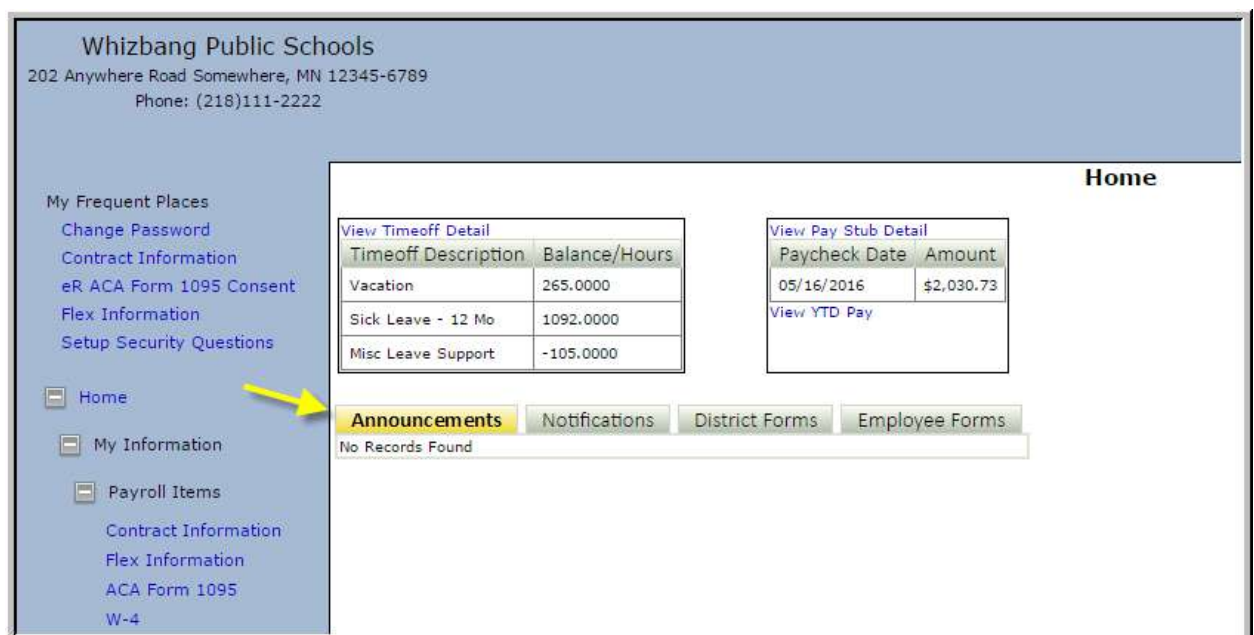 Whizbang Public Schools
202 Anywhere Road Somewhere, MN 12345-6789
Phone: (218)111-2222
Home
My Frequent Places
Change Password
Contract Information
eR ACA Form 1095 Consent
Flex Information
Setup Security Questions
Home
My Information
Payroll Items
Contract Information
Flex Information
ACA Form 1095
W-4
View Timeoff Detail
Timeoff Description Balance/Hours
Vacation 265.0000
Sick Leave - 12 Mo 1092.0000
Misc Leave Support -105.0000
View Pay Stub Detail
Paycheck Date Amount
05/16/2016 $2,030.73
View YTD Pay
Announcements Notifications District Forms Employee Forms
No Records Found